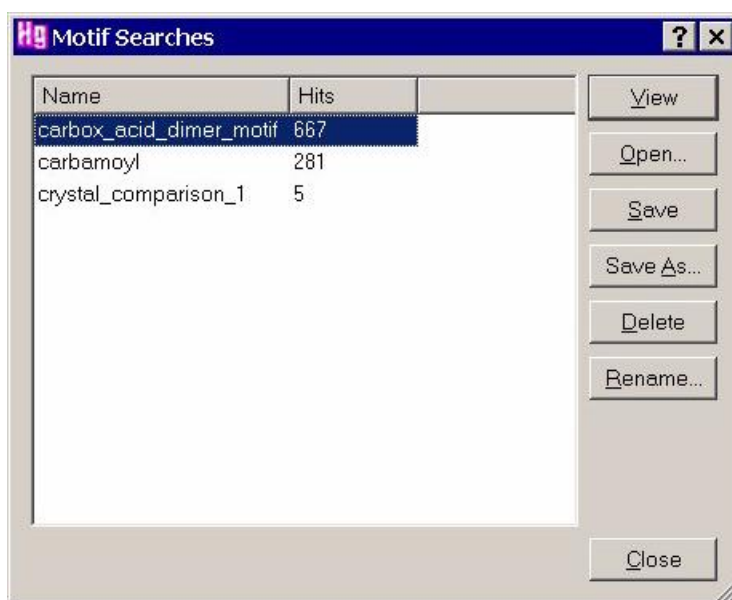 Hg Motif Searches ? ×
Name Hits
carbox_acid_dimer_motif 667
carbamoyl 281
crystal_comparison_1 5
View
Open...
Save
Save As...
Delete
Rename...
Close